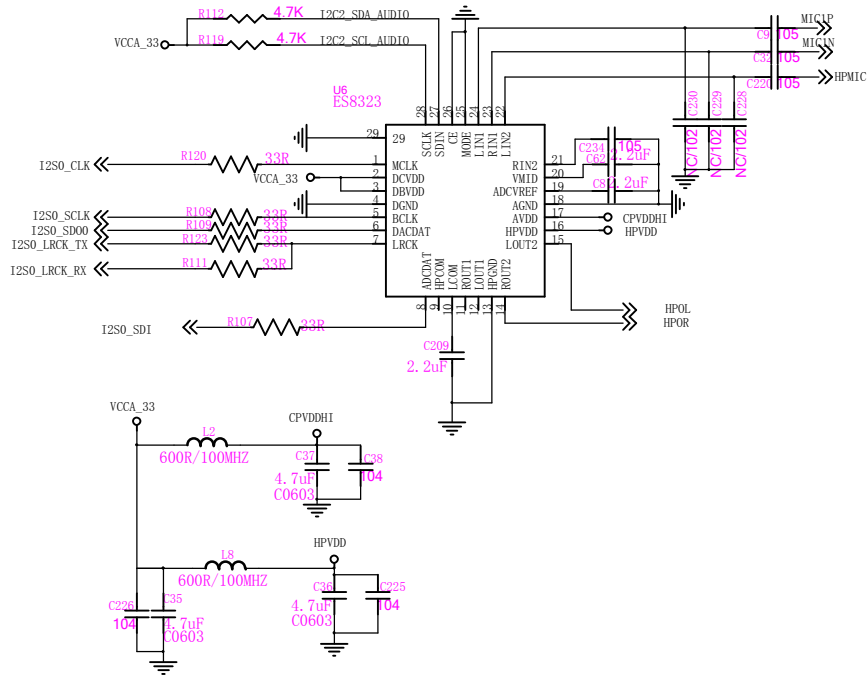 R112 4.7K I2C2_SDA_AUDIO
MIC1P
VCCA_33 R119 4.7K I2C2_SCL_AUDIO
C9 105
MIC1N
C32 105
HPMIC
C220 105
U6
ES8323
28 27 26 25 24 23 22
SCLK SDIN CE MODE LIN1 RIN1 LIN2
C230 C229 C228
NC/102 NC/102 NC/102
29 29
I2S0_CLK R120 33R 1 MCLK
VCCA_33 2 DCVDD
3 DBVDD
4 DGND
I2S0_SCLK R108 33R 5 BCLK
I2S0_SDO0 R109 33R 6 DACDAT
I2S0_LRCK_TX R123 33R 7 LRCK
I2S0_LRCK_RX R111 33R
RIN2 21 C234 105
VMID 20 C62 2.2uF
ADCVREF 19 C8 2.2uF
AGND 18
AVDD 17 CPVDDHI
HPVDD 16 HPVDD
LOUT2 15
ADCDAT HPCOM LCOM ROUT1 LOUT1 HPGND ROUT2
8 9 10 11 12 13 14
HPOL
HPOR
I2S0_SDI R107 33R
C209
2.2uF
VCCA_33
CPVDDHI
L2
600R/100MHZ
C37 C38
4.7uF 104
C0603
HPVDD
L8
600R/100MHZ
C36 C225
4.7uF 104
C0603
C226 C35
104 4.7uF
C0603